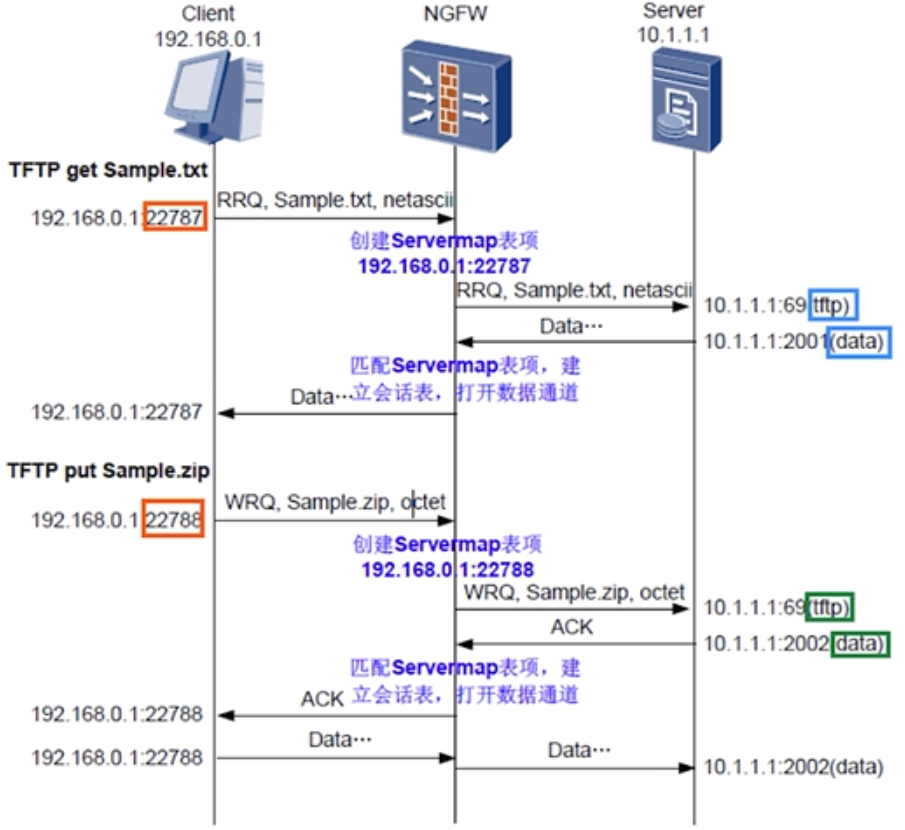 Client
192.168.0.1
NGFW
Server
10.1.1.1
TFTP get Sample.txt
RRQ, Sample.txt, netascii
192.168.0.1:22787
创建Servermap表项
192.168.0.1:22787
RRQ, Sample.txt, netascii
10.1.1.1:69(tftp)
Data…
10.1.1.1:2001(data)
匹配Servermap表项，建
立会话表，打开数据通道
Data…
192.168.0.1:22787
TFTP put Sample.zip
WRQ, Sample.zip, octet
192.168.0.1:22788
创建Servermap表项
192.168.0.1:22788
WRQ, Sample.zip, octet
10.1.1.1:69(tftp)
ACK
10.1.1.1:2002(data)
匹配Servermap表项，建
立会话表，打开数据通道
ACK
192.168.0.1:22788
Data…
192.168.0.1:22788
Data…
10.1.1.1:2002(data)